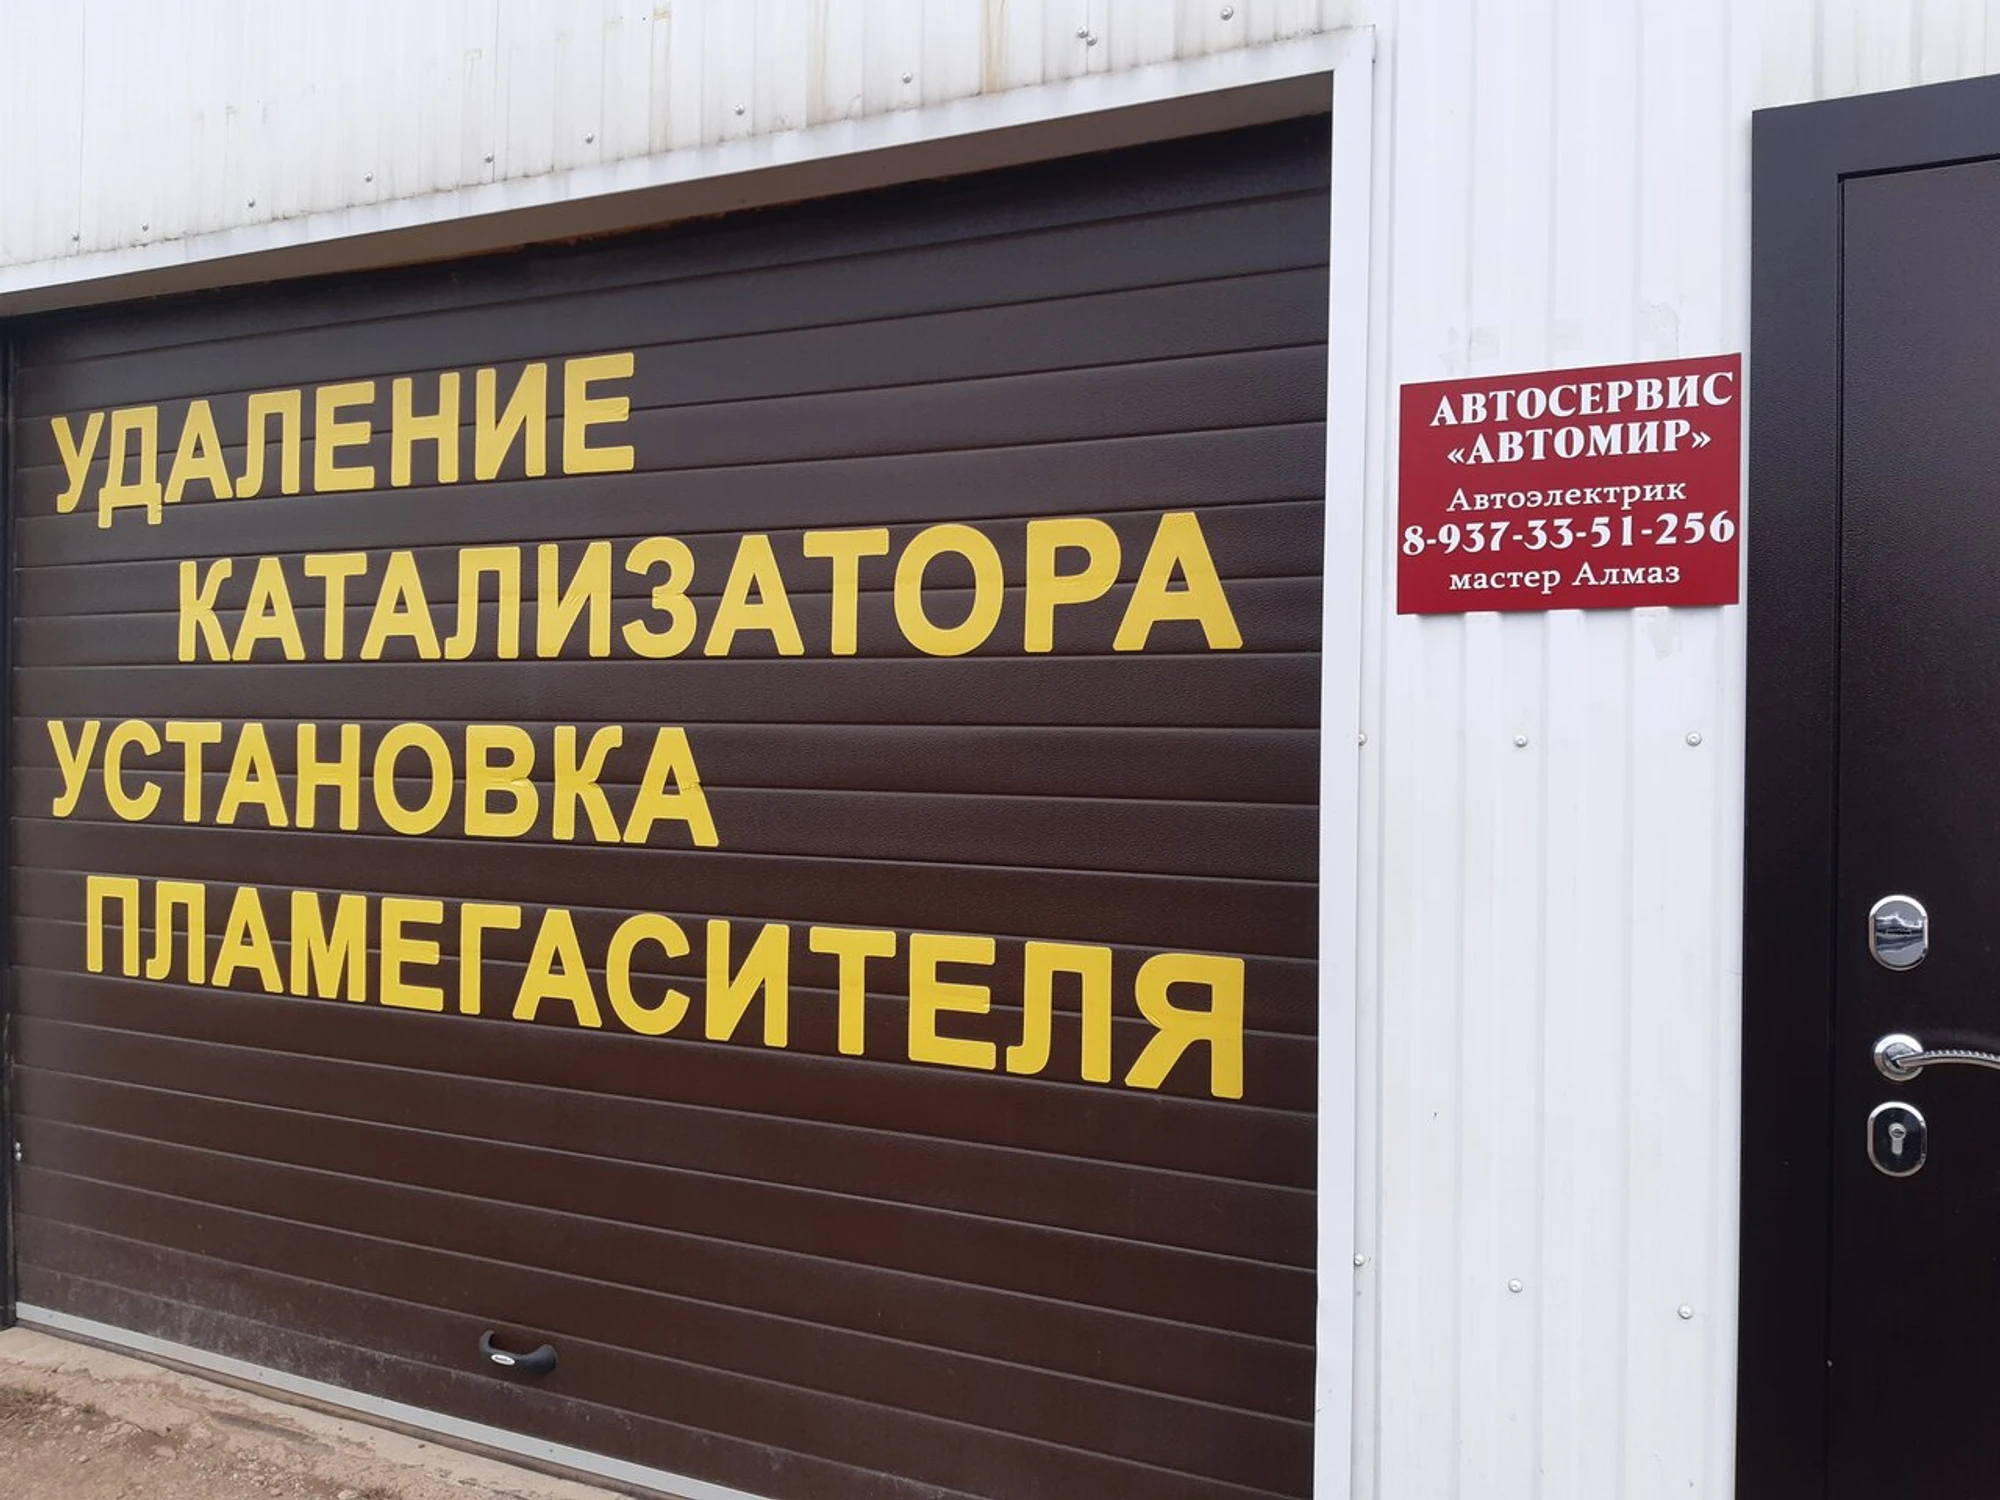 УДАЛЕНИЕ
КАТАЛИЗАТОРА
УСТАНОВКА
ПЛАМЕГАСИТЕЛЯ
АВТОСЕРВИС
«АВТОМИР»
Автоэлектрик
8-937-33-51-256
мастер Алмаз